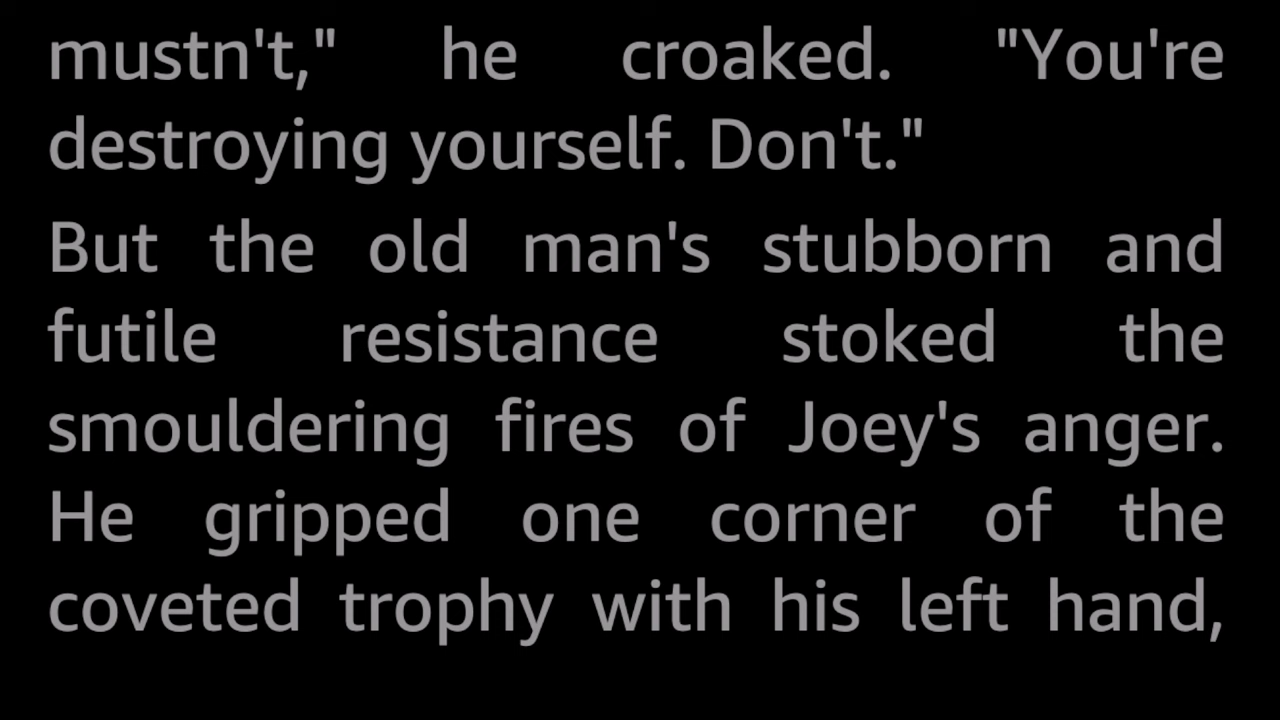 mustn't," he croaked. "You're
destroying yourself. Don't."
But the old man's stubborn and
futile resistance stoked the
smouldering fires of Joey's anger.
He gripped one corner of the
coveted trophy with his left hand,